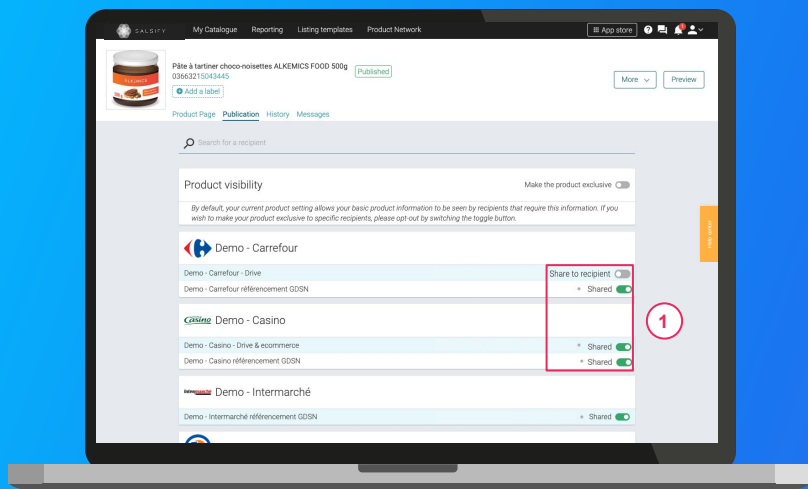 SALSIFY
My Catalogue Reporting Listing templates Product Network
App store
Pâte à tartiner choco-noisettes ALKEMICS FOOD 500g Published
03663215043445
Add a label
More Preview
ALKEMICS
Product Page Publication History Messages
Search for a recipient
Product visibility
Make the product exclusive
By default, your current product setting allows your basic product information to be seen by recipients that require this information. If you
wish to make your product exclusive to specific recipients, please opt-out by switching the toggle button.
Help center
Demo - Carrefour
Demo - Carrefour - Drive Share to recipient
Demo - Carrefour référencement GDSN Shared
1
Casino Demo - Casino
Demo - Casino - Drive & ecommerce Shared
Demo - Casino référencement GDSN Shared
Intermarché Demo - Intermarché
Demo - Intermarché référencement GDSN Shared